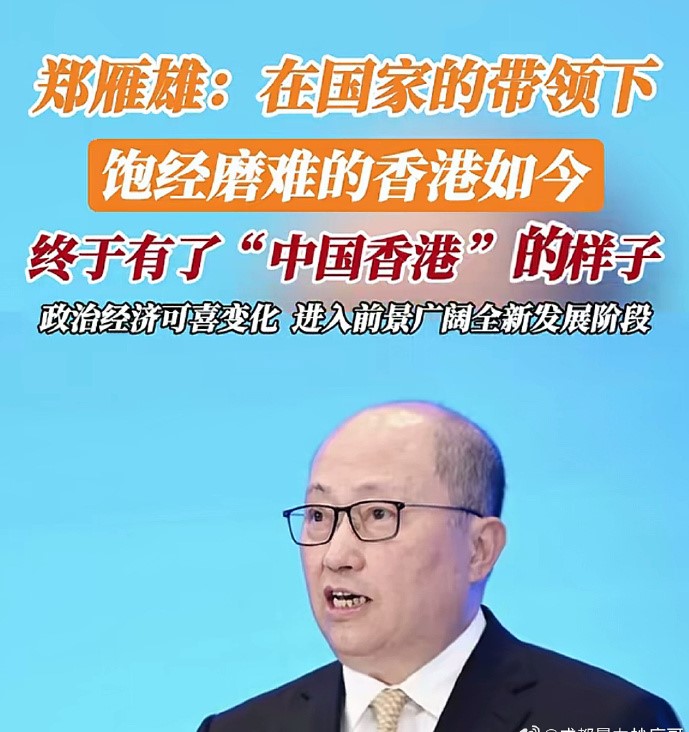 郑雁雄：在国家的带领下
饱经磨难的香港如今
终于有了“中国香港”的样子
政治经济可喜变化 进入前景广阔全新发展阶段